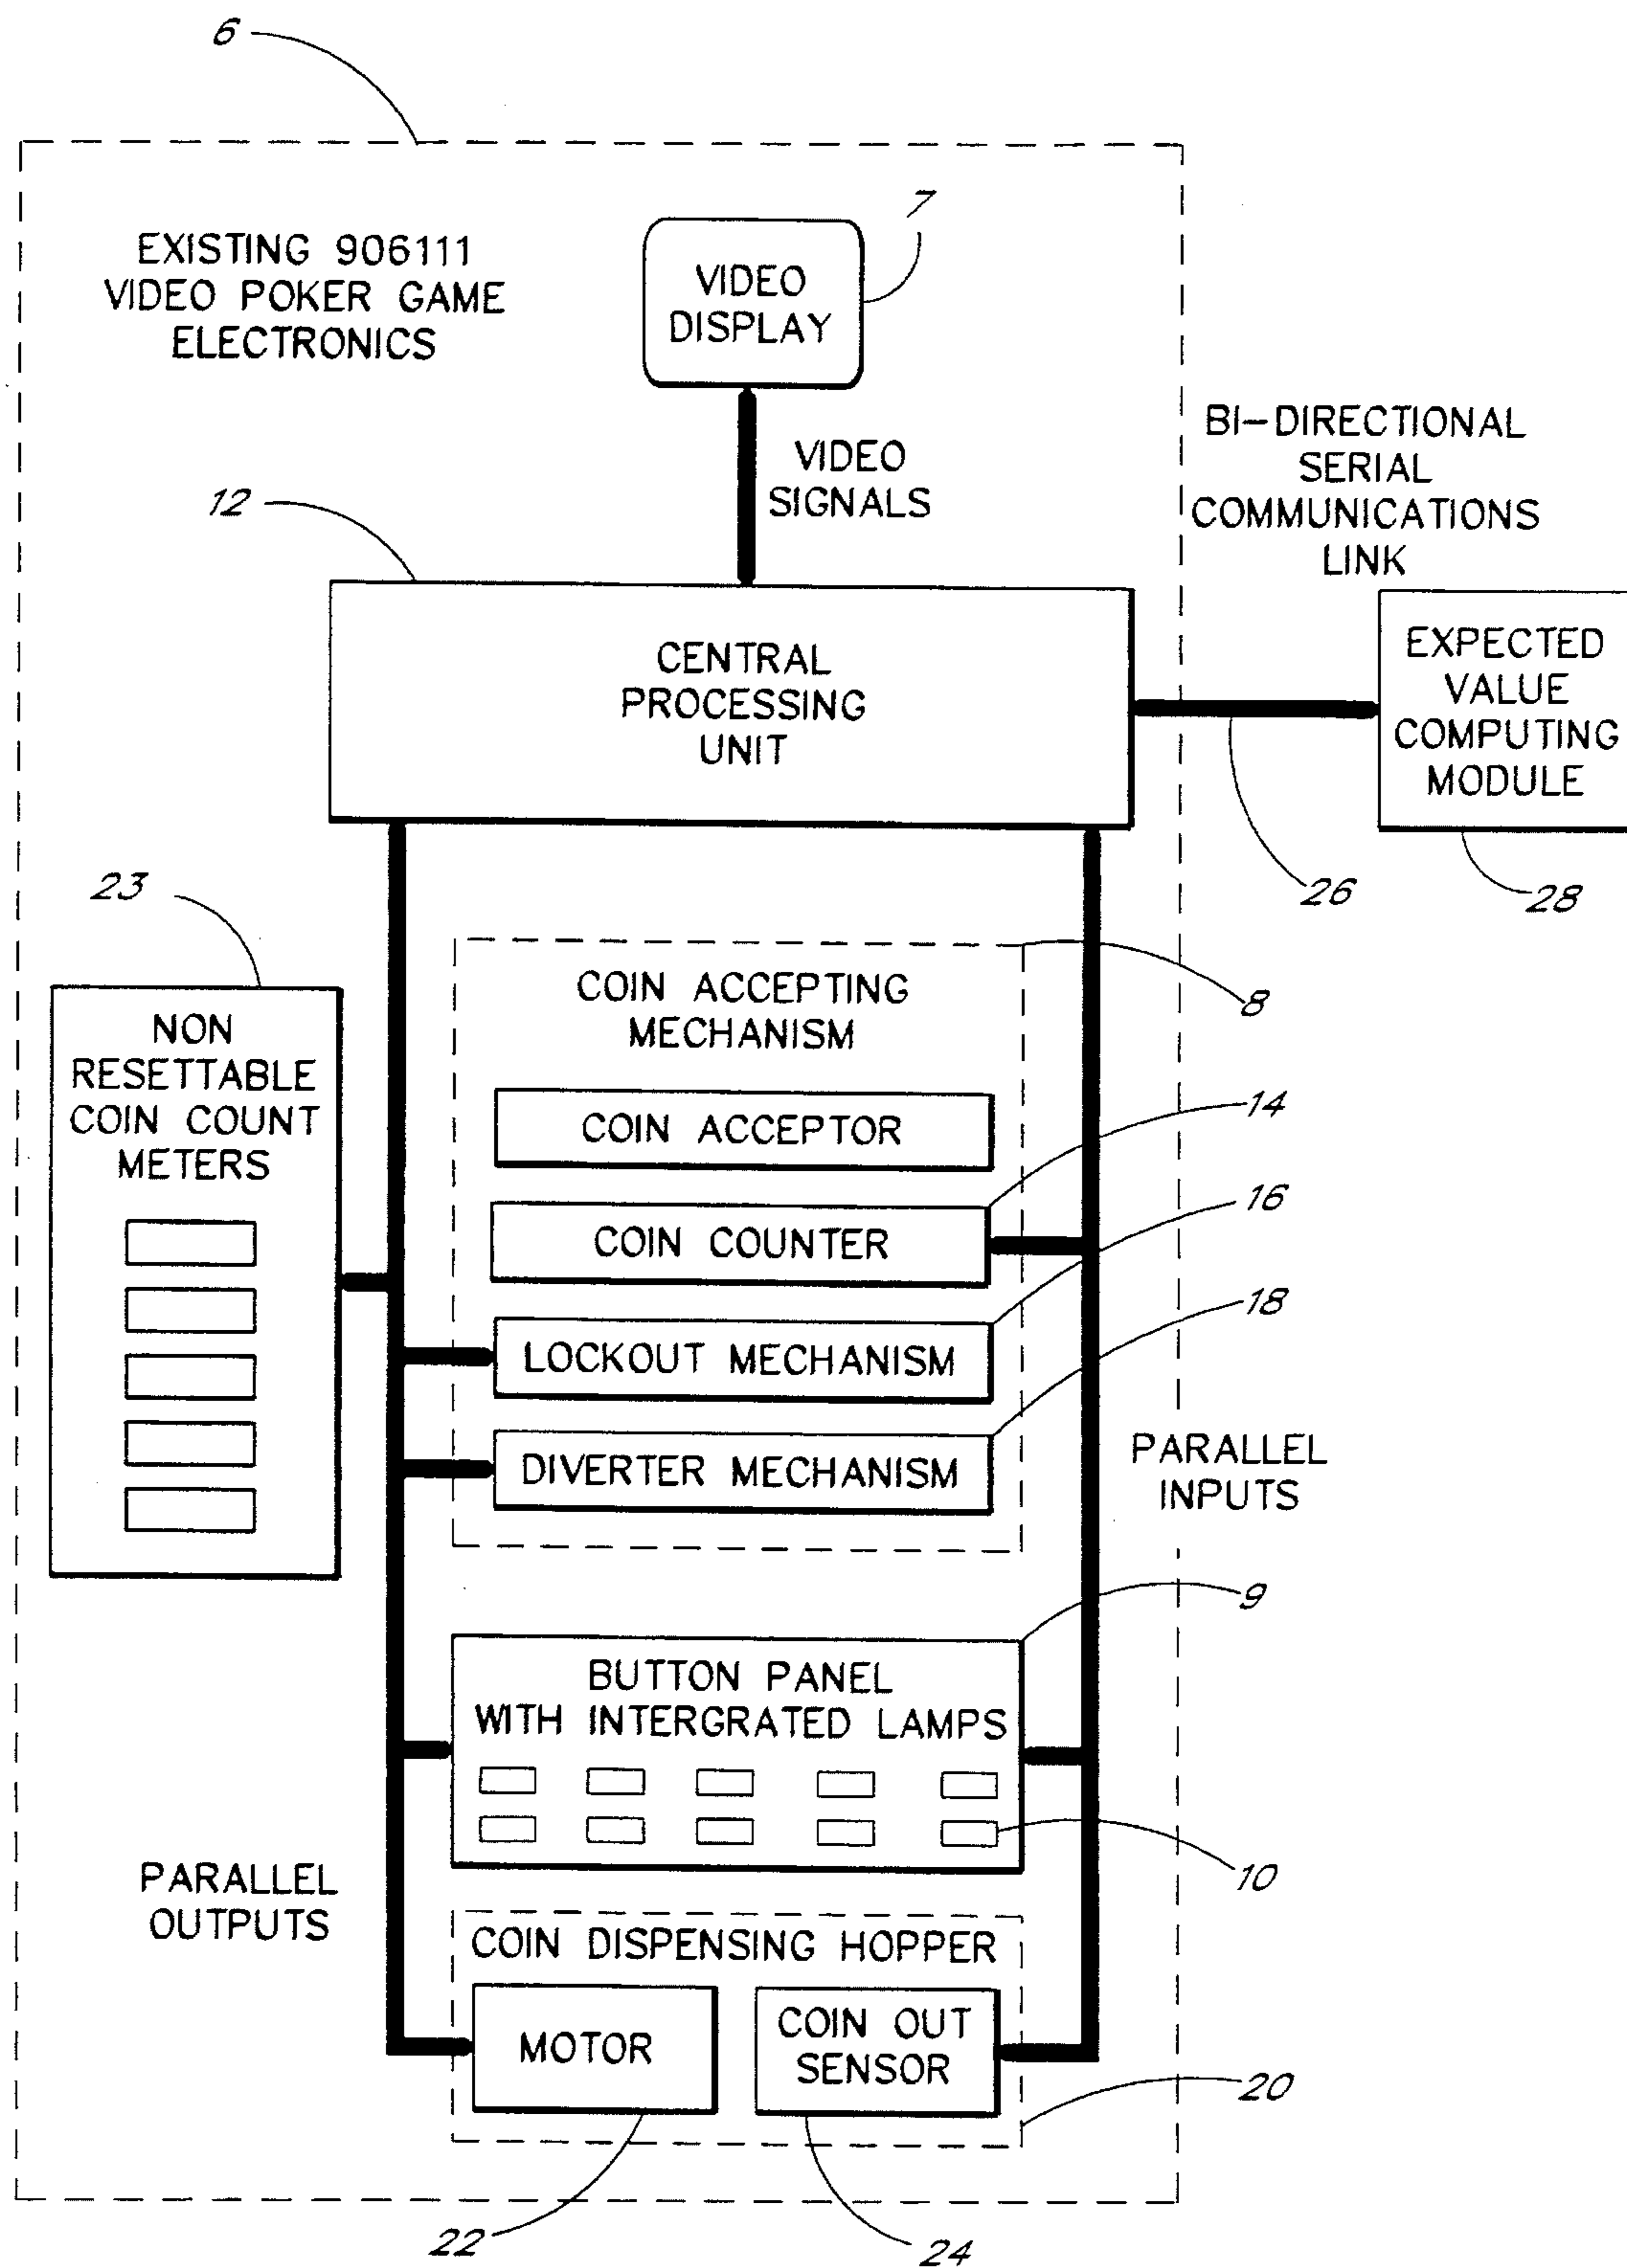 6
EXISTING 906111
VIDEO POKER GAME
ELECTRONICS
7
VIDEO
DISPLAY
VIDEO
SIGNALS
BI-DIRECTIONAL
SERIAL
COMMUNICATIONS
LINK
12
CENTRAL
PROCESSING
UNIT
EXPECTED
VALUE
COMPUTING
MODULE
26
28
23
NON
RESETTABLE
COIN COUNT
METERS
COIN ACCEPTING
MECHANISM
8
COIN ACCEPTOR
14
COIN COUNTER
16
LOCKOUT MECHANISM
18
DIVERTER MECHANISM
PARALLEL
INPUTS
9
BUTTON PANEL
WITH INTERGRATED LAMPS
10
PARALLEL
OUTPUTS
COIN DISPENSING HOPPER
MOTOR
COIN OUT
SENSOR
20
22
24